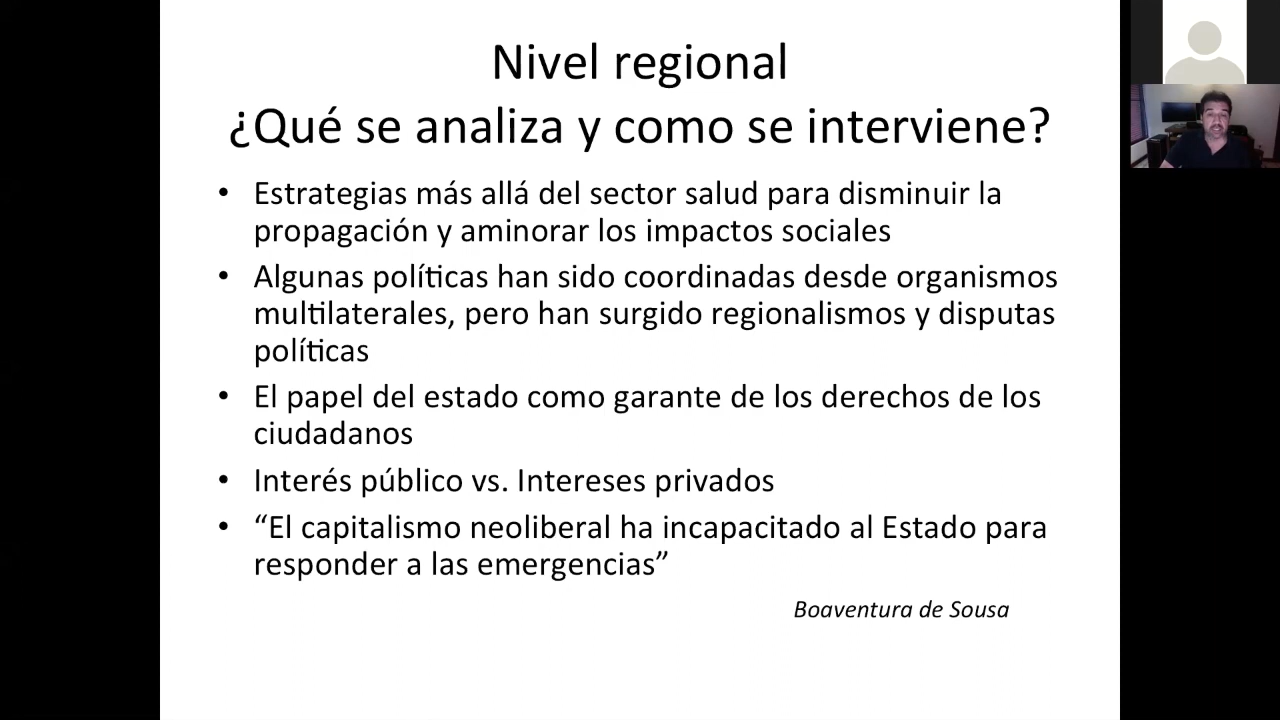 Nivel regional
¿Qué se analiza y como se interviene?
• Estrategias más allá del sector salud para disminuir la
propagación y aminorar los impactos sociales
• Algunas políticas han sido coordinadas desde organismos
multilaterales, pero han surgido regionalismos y disputas
políticas
• El papel del estado como garante de los derechos de los
ciudadanos
• Interés público vs. Intereses privados
• “El capitalismo neoliberal ha incapacitado al Estado para
responder a las emergencias”
Boaventura de Sousa